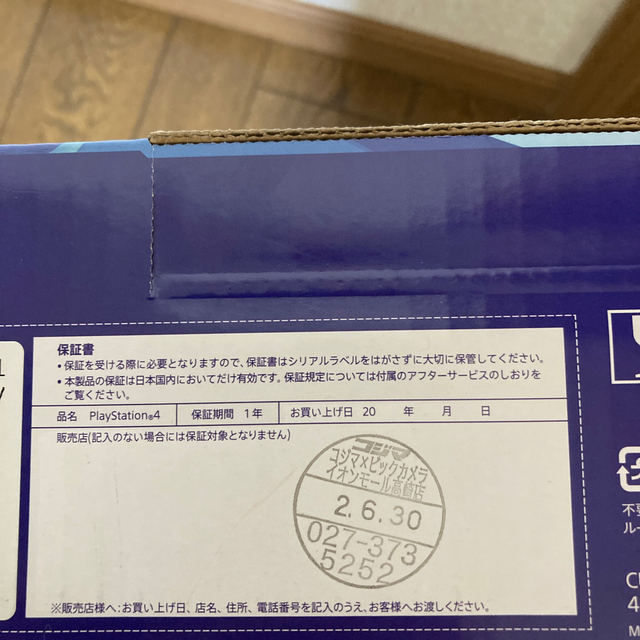 保証書
• 保証を受ける際に必要となりますので、保証書はシリアルラベルをはがさずに大切に保管してください。
• 本製品の保証は日本国内においてだけ有効です。保証規定については付属のアフターサービスのしおりを
ご覧ください。
品名 PlayStation®4 保証期間 1年 お買い上げ日 20 年 月 日
販売店(記入のない場合には保証対象となりません)
コジマ
コジマ×ビックカメラ
イオンモール高崎店
2.6.30
027-373
5252
※販売店様へ:お買い上げ日、店名、住所、電話番号を記入のうえ、お客様へお渡しください。